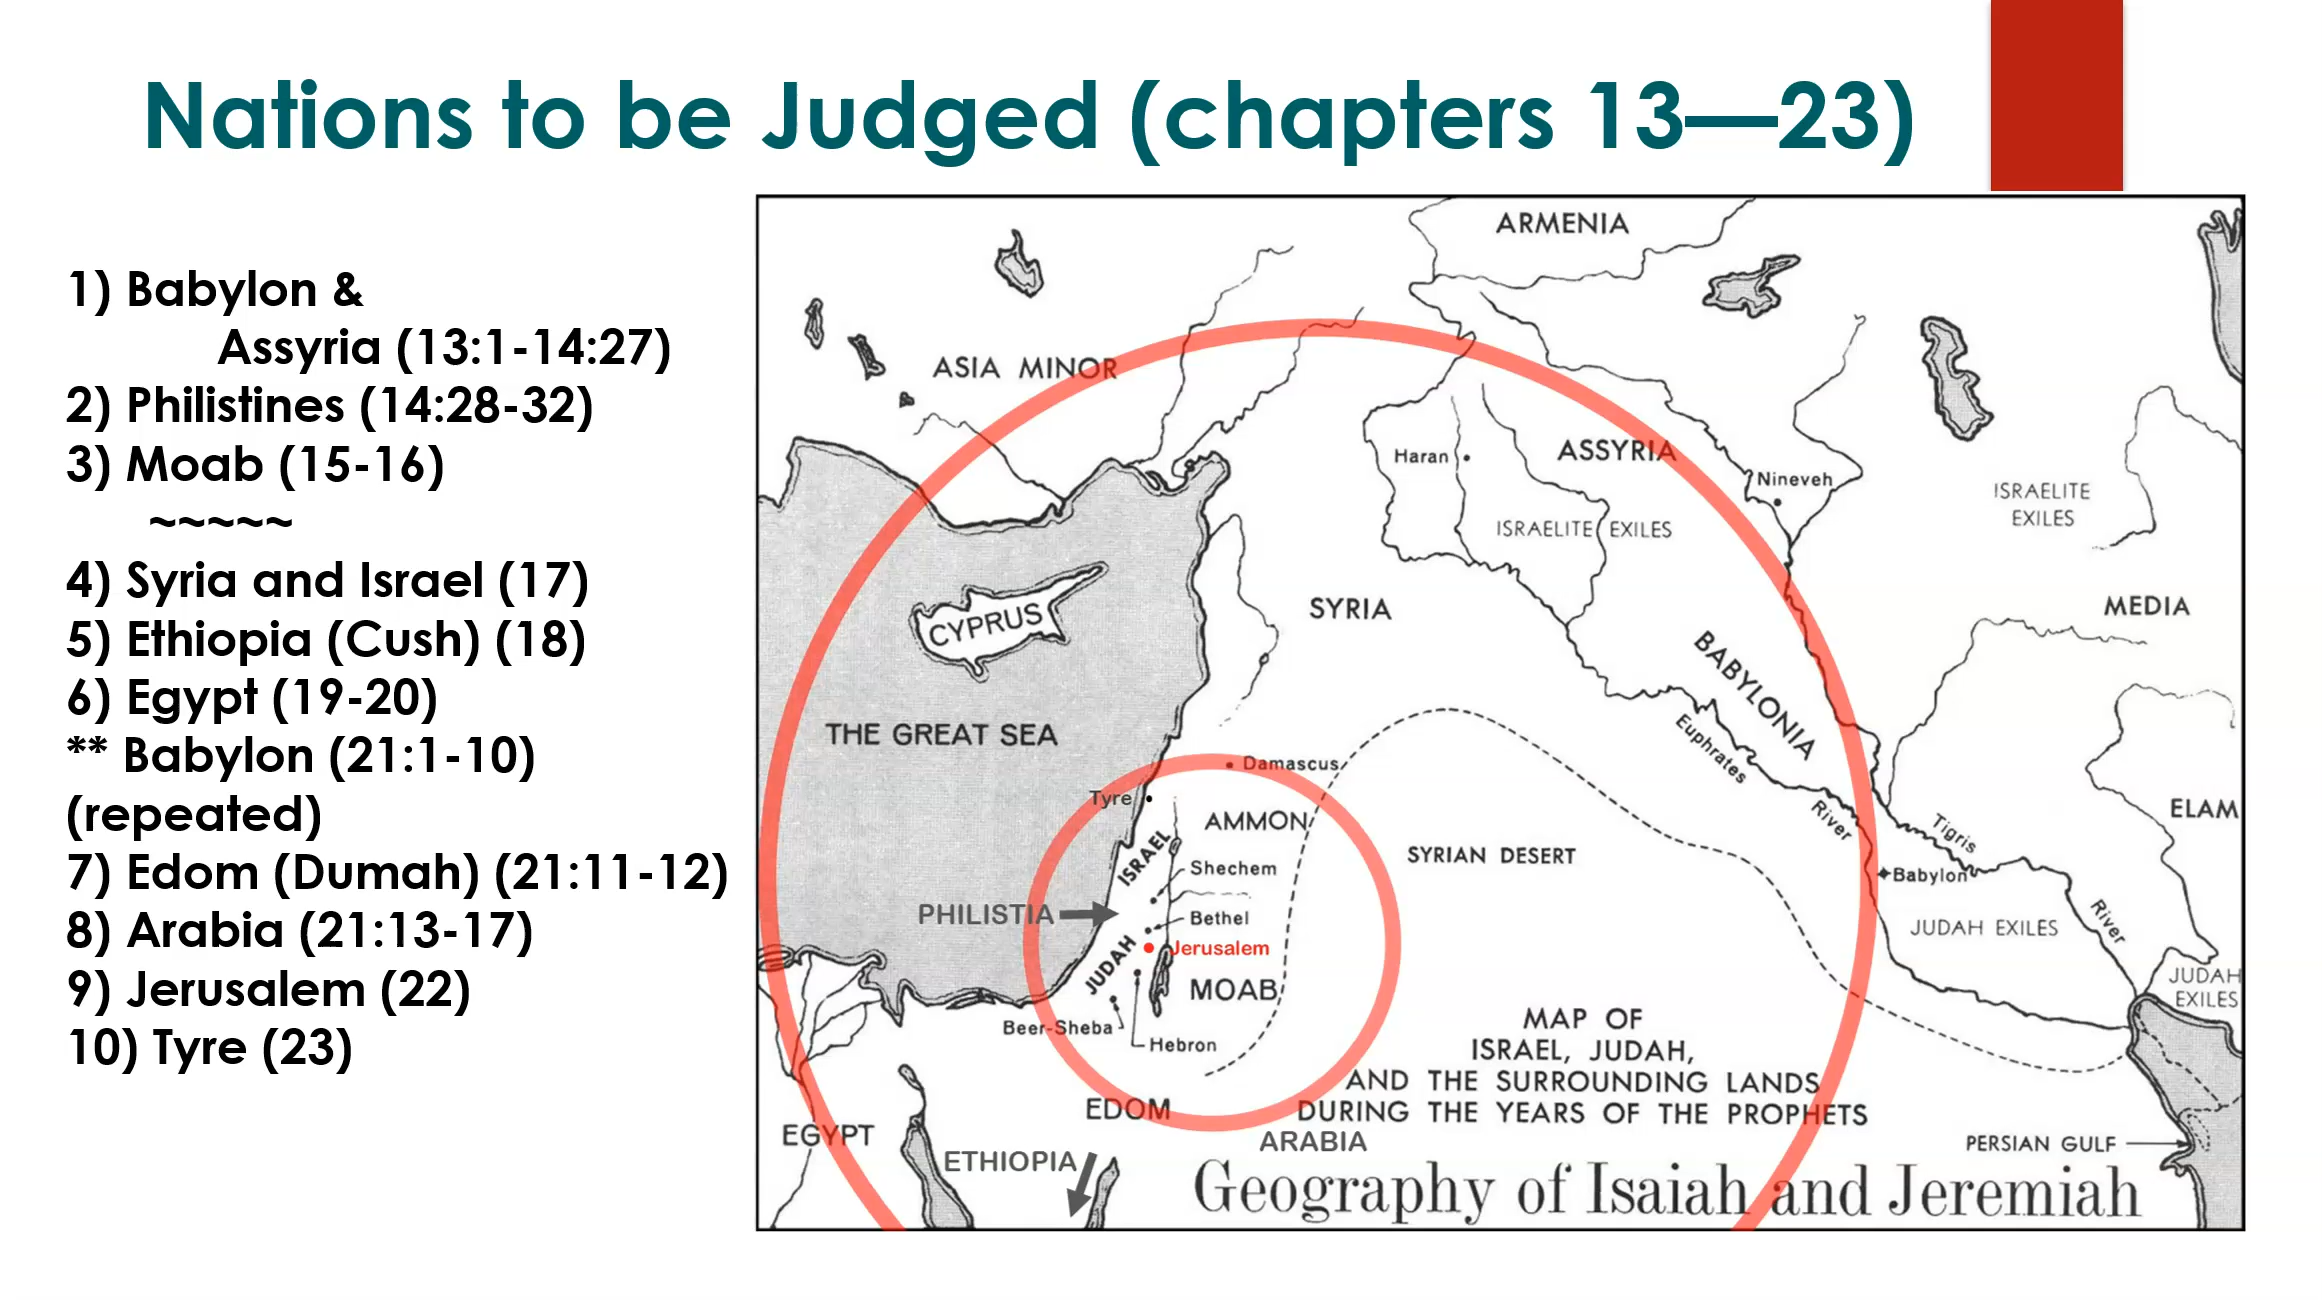 Nations to be Judged (chapters 13—23)
1) Babylon &
Assyria (13:1-14:27)
2) Philistines (14:28-32)
3) Moab (15-16)
~~~~~
4) Syria and Israel (17)
5) Ethiopia (Cush) (18)
6) Egypt (19-20)
** Babylon (21:1-10)
(repeated)
7) Edom (Dumah) (21:11-12)
8) Arabia (21:13-17)
9) Jerusalem (22)
10) Tyre (23)
ARMENIA
ASIA MINOR
Haran
ASSYRIA
Nineveh
ISRAELITE
EXILES
ISRAELITE EXILES
CYPRUS
SYRIA
MEDIA
BABYLONIA
THE GREAT SEA
Euphrates
River
Damascus
Tyre
AMMON
ELAM
Tigris
River
ISRAEL
SYRIAN DESERT
Shechem
Babylon
PHILISTIA
Bethel
JUDAH EXILES
JUDAH
Jerusalem
MOAB
JUDAH
EXILES
Beer-Sheba
Hebron
MAP OF
ISRAEL, JUDAH,
AND THE SURROUNDING LANDS
DURING THE YEARS OF THE PROPHETS
EDOM
EGYPT
ARABIA
PERSIAN GULF
ETHIOPIA
Geography of Isaiah and Jeremiah